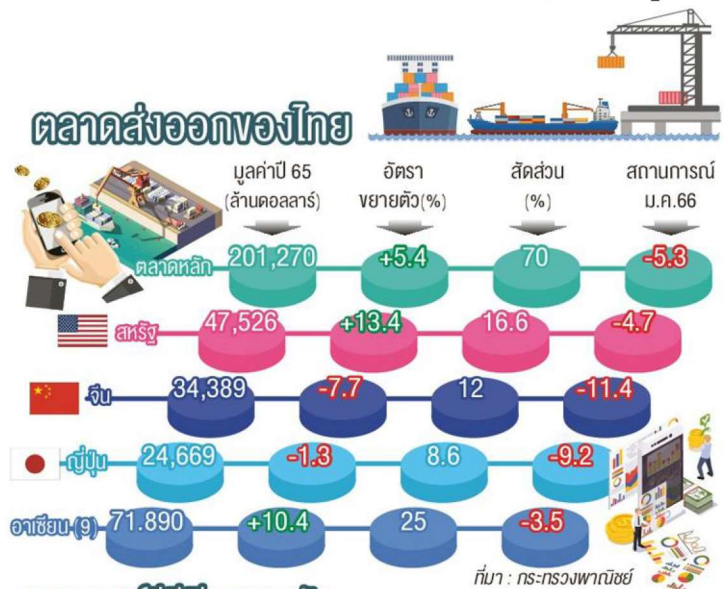 ตลาดส่งออกของไทย
มูลค่าปี 65 อัตรา สัดส่วน สถานการณ์
(ล้านดอลลาร์) ขยายตัว(%) (%) ม.ค.66
ตลาดหลัก 201,270 +5.4 70 -5.3
สหรัฐ 47,526 +13.4 16.6 -4.7
จีน 34,389 -7.7 12 -11.4
ญี่ปุ่น 24,669 -1.3 8.6 -9.2
อาเซียน (9) 71.890 +10.4 25 -3.5
ที่มา : กระทรวงพาณิชย์